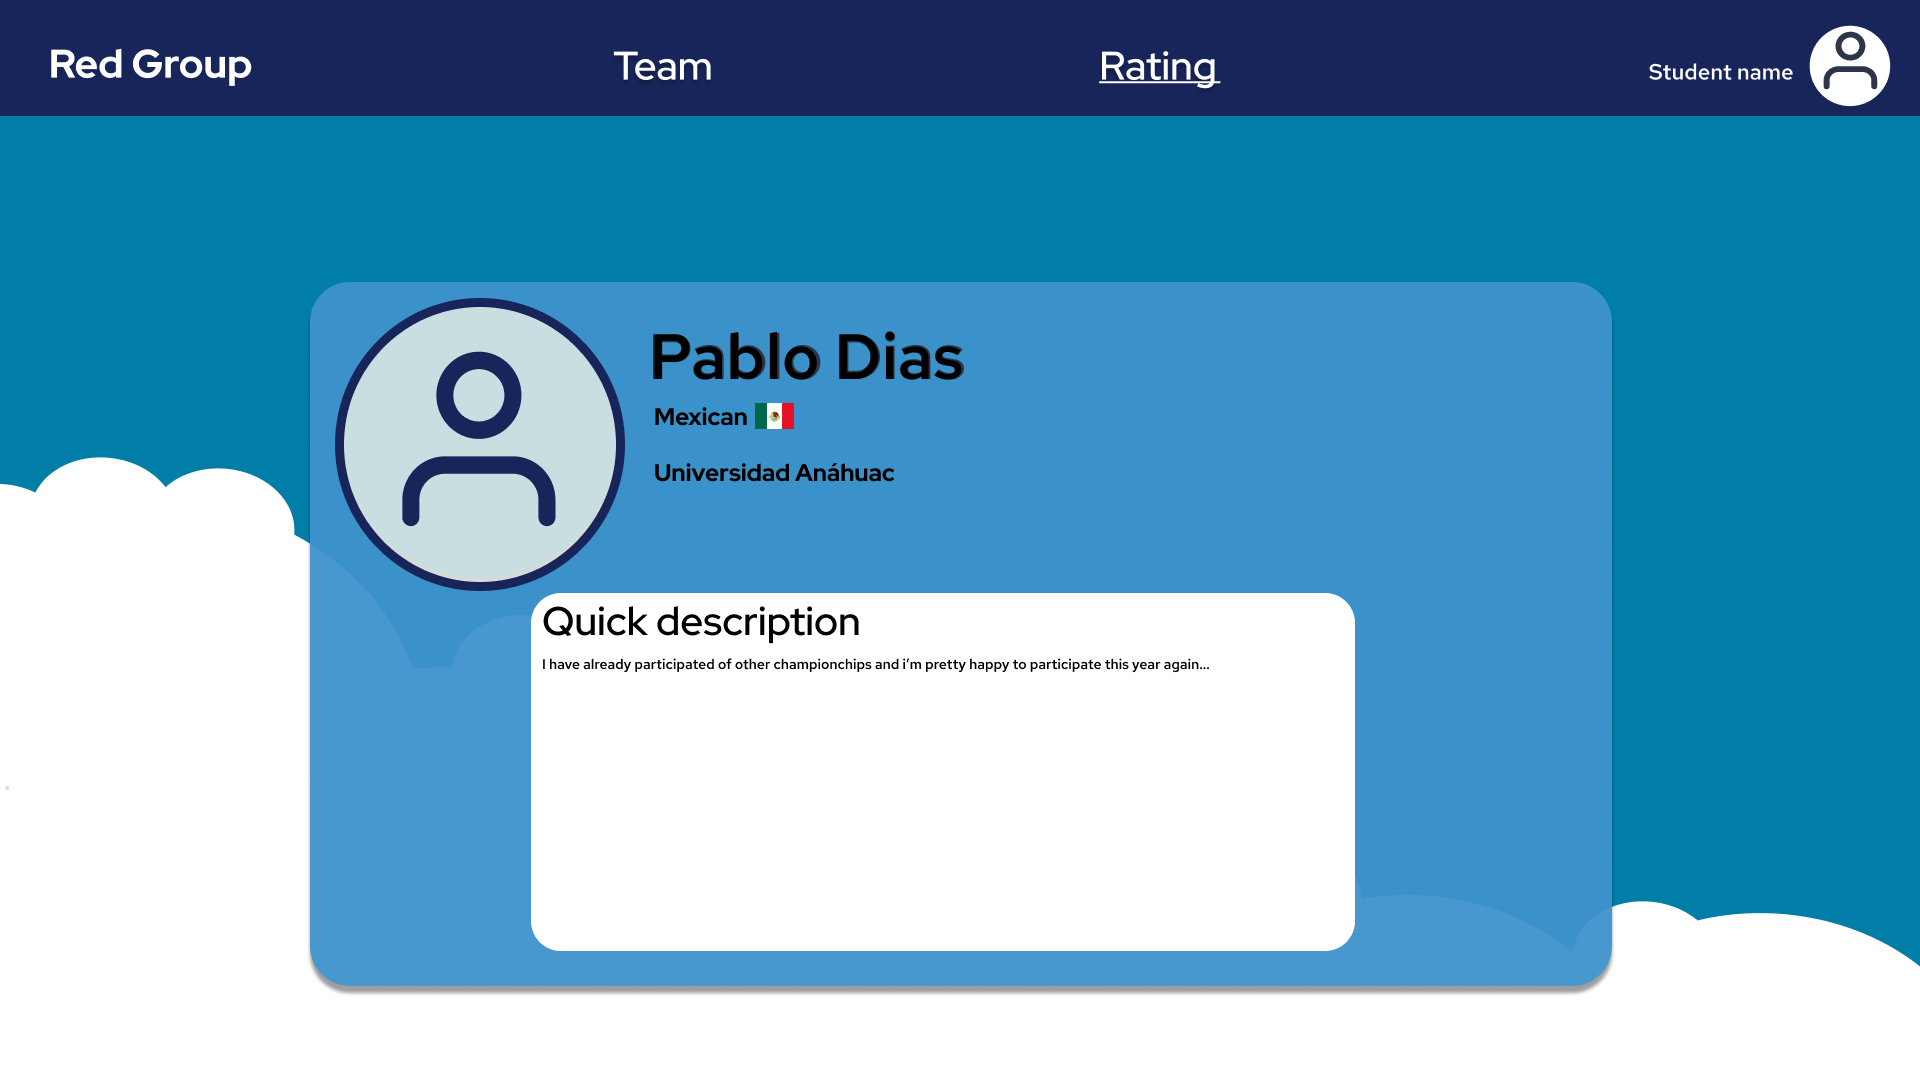 Red Group
Team
Rating
Student name
Pablo Dias
Mexican
Universidad Anáhuac
Quick description
I have already participated of other championchips and i’m pretty happy to participate this year again...